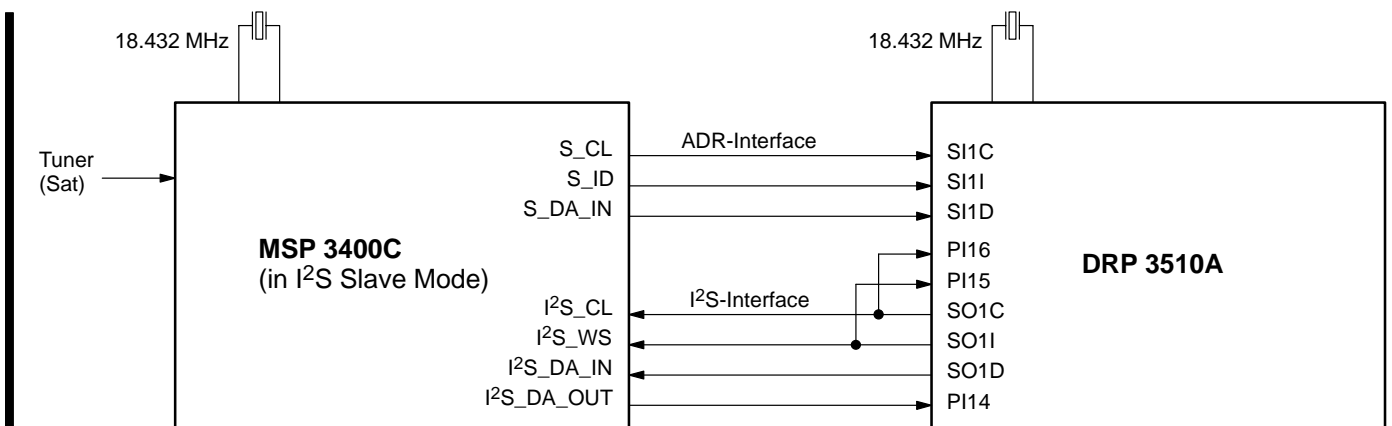 18.432 MHz
18.432 MHz
Tuner
(Sat)
MSP 3400C
(in I²S Slave Mode)
S_CL
S_ID
S_DA_IN
I²S_CL
I²S_WS
I²S_DA_IN
I²S_DA_OUT
ADR-Interface
I²S-Interface
SI1C
SI1I
SI1D
PI16
PI15
SO1C
SO1I
SO1D
PI14
DRP 3510A